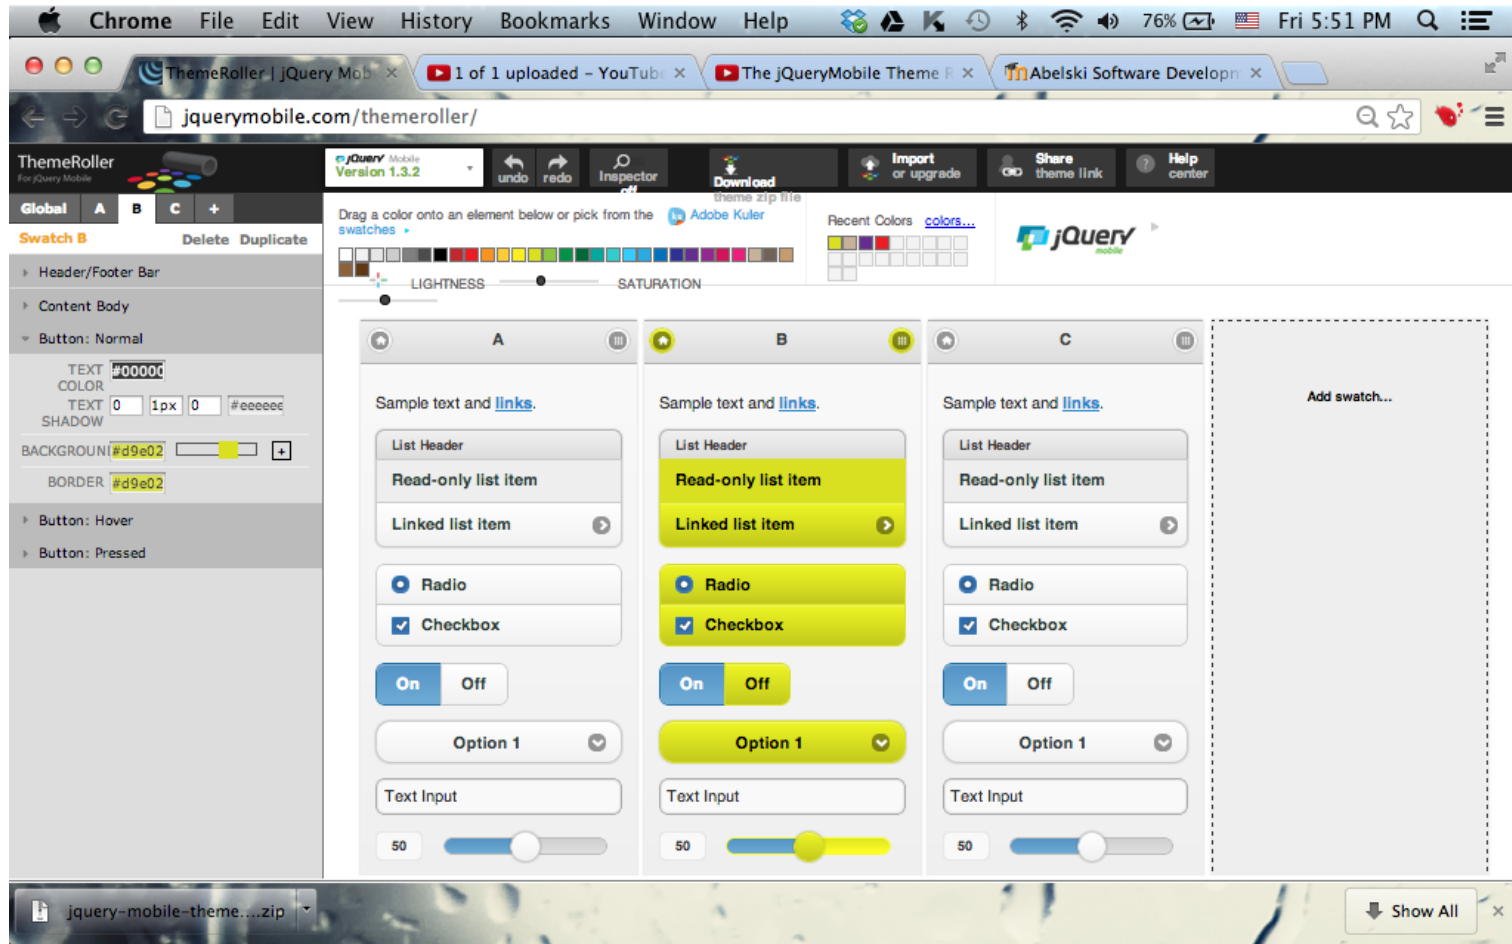 Chrome File Edit View History Bookmarks Window Help 76% Fri 5:51 PM
ThemeRoller | jQuery Mob
1 of 1 uploaded – YouTube
The jQueryMobile Theme R
Abelski Software Developm
jquerymobile.com/themeroller/
ThemeRoller
For jQuery Mobile
jQuery Mobile
Version 1.3.2
undo redo
Inspector
off
Download
theme zip file
Import
or upgrade
Share
theme link
? Help
center
Global A B C +
Swatch B Delete Duplicate
Header/Footer Bar
Content Body
Button: Normal
TEXT COLOR #00000
TEXT SHADOW 0 1px 0 #eeeeee
BACKGROUN #d9e02 +
BORDER #d9e02
Button: Hover
Button: Pressed
Drag a color onto an element below or pick from the Adobe Kuler
swatches
LIGHTNESS SATURATION
Recent Colors colors...
jQuery
mobile
A
Sample text and links.
List Header
Read-only list item
Linked list item
Radio
Checkbox
On Off
Option 1
Text Input
50
B
Sample text and links.
List Header
Read-only list item
Linked list item
Radio
Checkbox
On Off
Option 1
Text Input
50
C
Sample text and links.
List Header
Read-only list item
Linked list item
Radio
Checkbox
On Off
Option 1
Text Input
50
Add swatch...
jquery-mobile-theme....zip
Show All